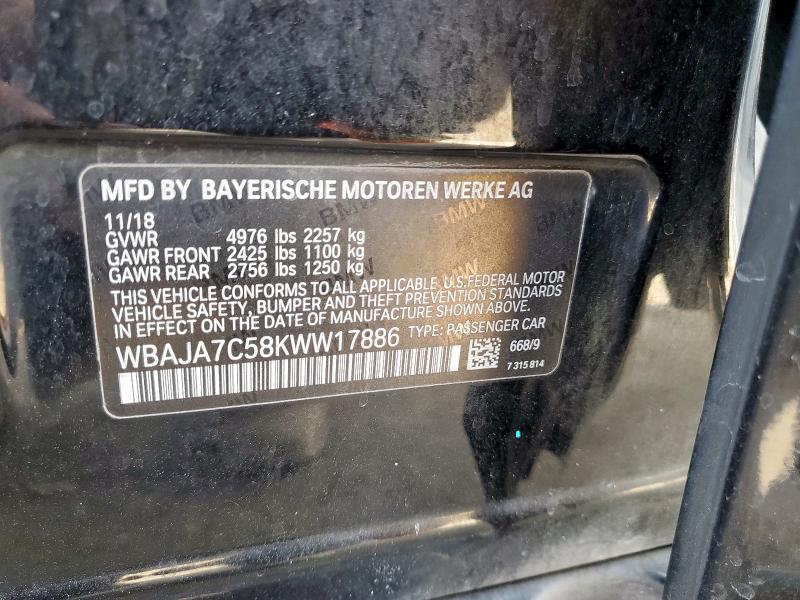 MFD BY BAYERISCHE MOTOREN WERKE AG
11/18
GVWR 4976 lbs 2257 kg
GAWR FRONT 2425 lbs 1100 kg
GAWR REAR 2756 lbs 1250 kg
THIS VEHICLE CONFORMS TO ALL APPLICABLE U.S.FEDERAL MOTOR
VEHICLE SAFETY, BUMPER AND THEFT PREVENTION STANDARDS
IN EFFECT ON THE DATE OF MANUFACTURE SHOWN ABOVE.
WBAJA7C58KWW17886 TYPE: PASSENGER CAR
668/9
7 315 814